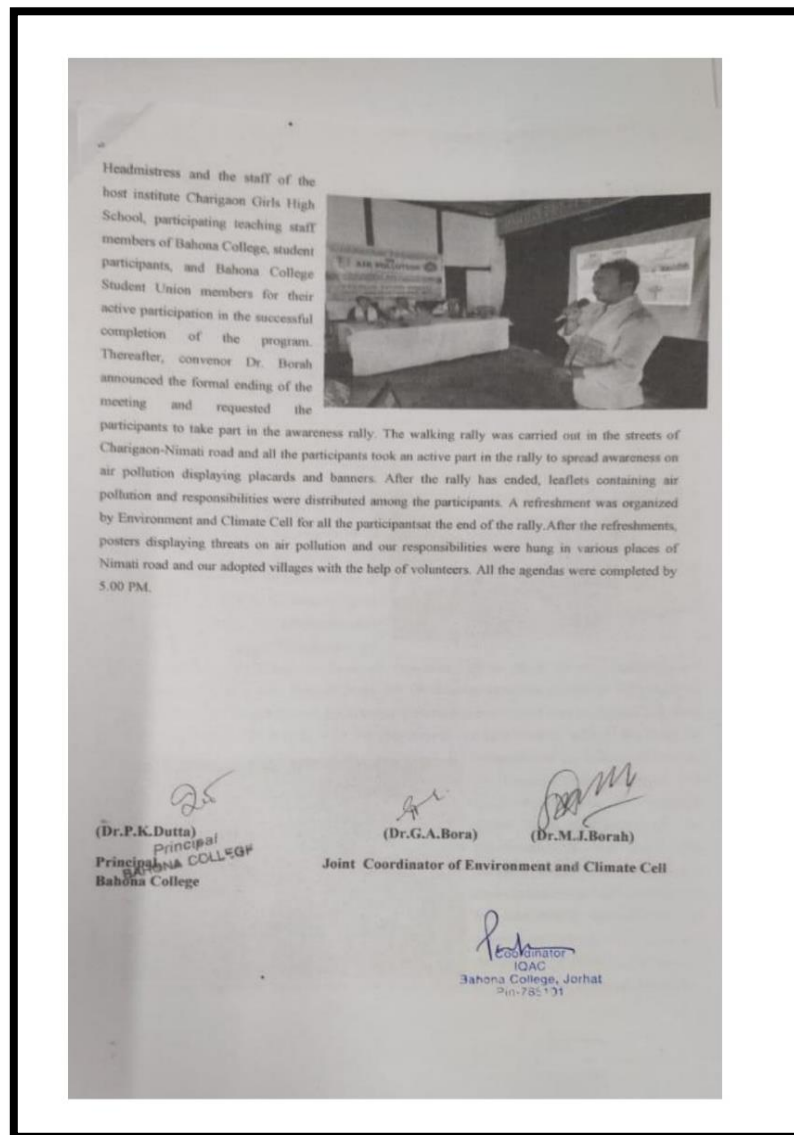 Headmistress and the staff of the
host institute Charigaon Girls High
School, participating teaching staff
members of Bahona College, student
participants, and Bahona College
Student Union members for their
active participation in the successful
completion of the program.
Thereafter, convenor Dr. Borah
announced the formal ending of the
meeting and requested the
AIR POLLUTION
participants to take part in the awareness rally. The walking rally was carried out in the streets of
Charigaon-Nimati road and all the participants took an active part in the rally to spread awareness on
air pollution displaying placards and banners. After the rally has ended, leaflets containing air
pollution and responsibilities were distributed among the participants. A refreshment was organized
by Environment and Climate Cell for all the participantsat the end of the rally.After the refreshments,
posters displaying threats on air pollution and our responsibilities were hung in various places of
Nimati road and our adopted villages with the help of volunteers. All the agendas were completed by
5.00 PM.
(Dr.P.K.Dutta)
Principal
Bahona College
Principal
BAHONA COLLEGE
(Dr.G.A.Bora) (Dr.M.J.Borah)
Joint Coordinator of Environment and Climate Cell
Coordinator
IQAC
Bahona College, Jorhat